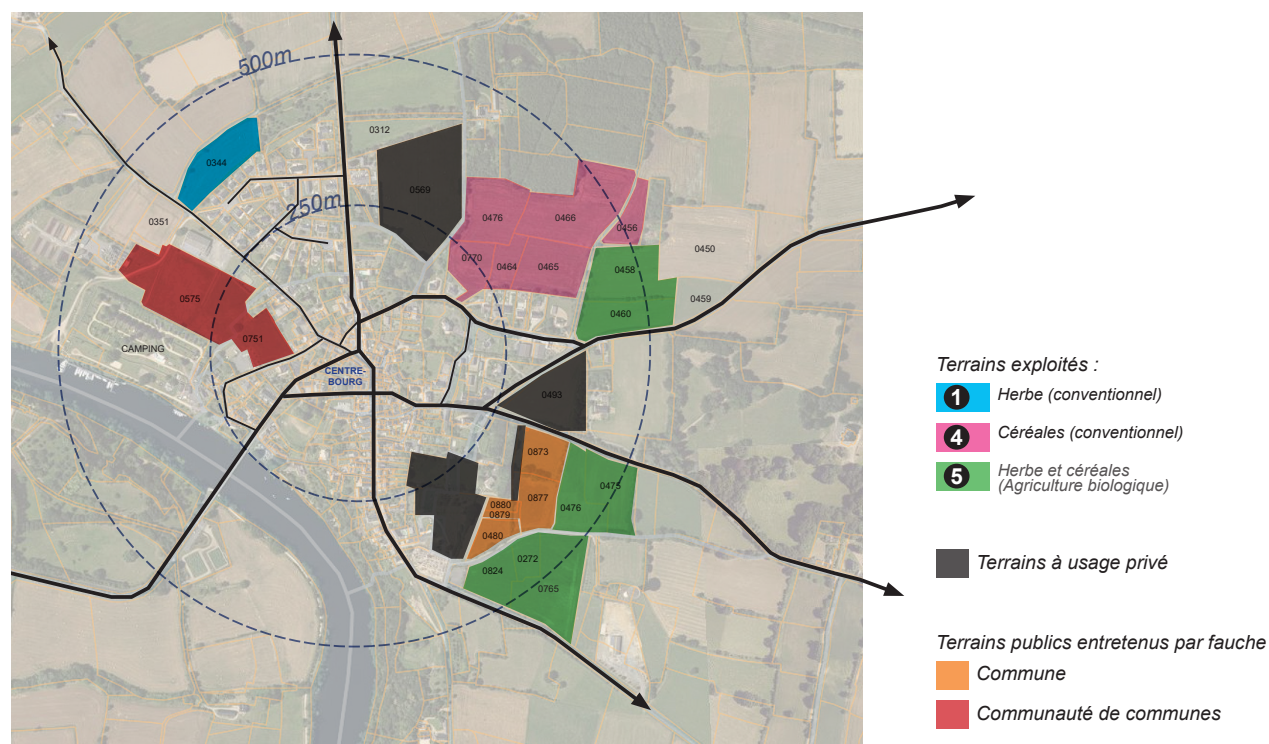 500m
0312
0344
0569
250m
0351
0476
0466
0456
0450
0770
0464
0465
0458
0459
0575
0460
0751
CAMPING
CENTRE-
BOURG
0493
0873
0475
0877
0880
0879
0476
0480
0272
0824
0765
Terrains exploités :
1 Herbe (conventionnel)
4 Céréales (conventionnel)
5 Herbe et céréales
(Agriculture biologique)
Terrains à usage privé
Terrains publics entretenus par fauche
Commune
Communauté de communes